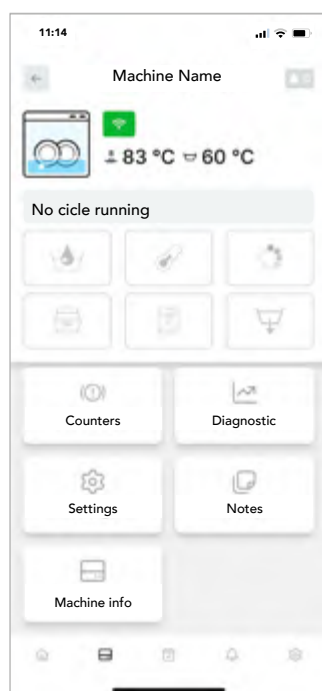 11:14
Machine Name
83 °C 60 °C
No cicle running
Counters Diagnostic
Settings Notes
Machine info